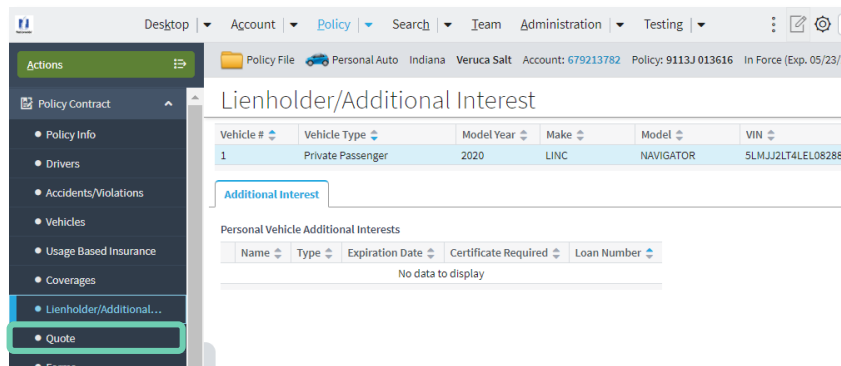 Desktop Account Policy Search Team Administration Testing
Actions
Policy File Personal Auto Indiana Veruca Salt Account: 679213782 Policy: 9113J 013616 In Force (Exp. 05/23/
Policy Contract
Lienholder/Additional Interest
Policy Info
Drivers
Accidents/Violations
Vehicles
Usage Based Insurance
Coverages
Lienholder/Additional...
Quote
Forms
Vehicle # Vehicle Type Model Year Make Model VIN
1 Private Passenger 2020 LINC NAVIGATOR 5LMJJ2LT4LEL08288
Additional Interest
Personal Vehicle Additional Interests
Name Type Expiration Date Certificate Required Loan Number
No data to display